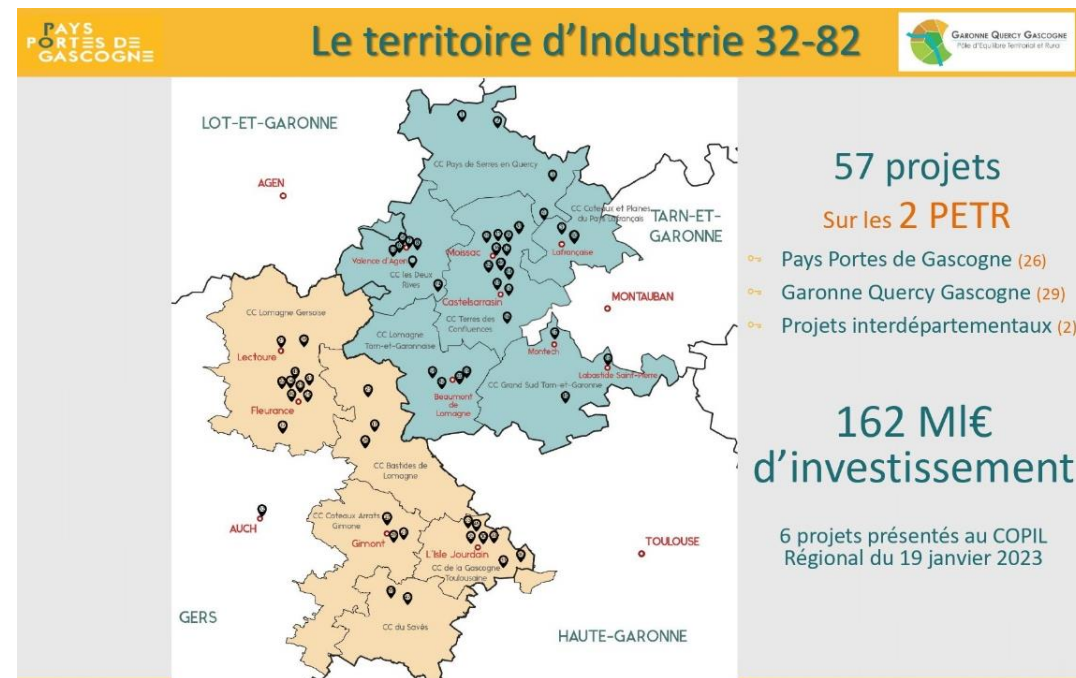 PAYS
PORTES DE
GASCOGNE
Le territoire d’Industrie 32-82
GARONNE QUERCY GASCOGNE
Pôle d'Équilibre Territorial et Rura
LOT-ET-GARONNE
AGEN
CC Pays de Serres en Quercy
CC Coteaux et Plaines
du Pays Lafrançais
TARN-ET-
GARONNE
Valence d'Agen
Moissac
Lafrançaise
CC les Deux
Rives
Castelsarrasin
MONTAUBAN
CC Lomagne Gersoise
CC Terres des
Confluences
CC Lomagne
Tarn-et-Garonnaise
Lectoure
Montech
Labastide Saint-Pierre
CC Grand Sud Tarn-et-Garonne
Beaumont
de
Lomagne
Fleurance
CC Bastides de
Lomagne
AUCH
CC Coteaux Arrats
Gimone
Gimont
L'Isle Jourdain
CC de la Gascogne
Toulousaine
TOULOUSE
GERS
CC du Savès
HAUTE-GARONNE
57 projets
Sur les 2 PETR
Pays Portes de Gascogne (26)
Garonne Quercy Gascogne (29)
Projets interdépartementaux (2)
162 Ml€
d’investissement
6 projets présentés au COPIL
Régional du 19 janvier 2023